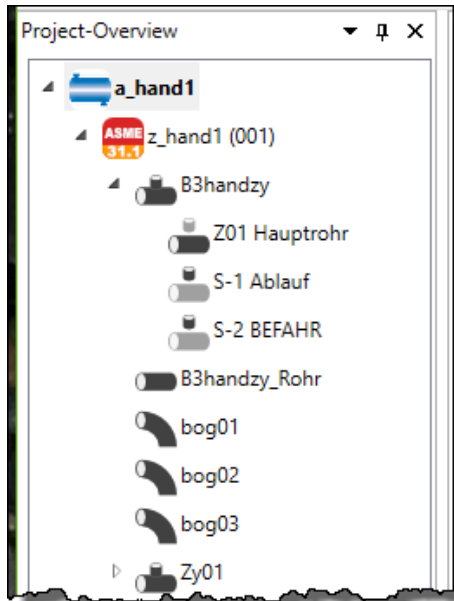 Project-Overview
a_hand1
ASME
31.1
z_hand1 (001)
B3handzy
Z01 Hauptrohr
S-1 Ablauf
S-2 BEFAHR
B3handzy_Rohr
bog01
bog02
bog03
Zy01